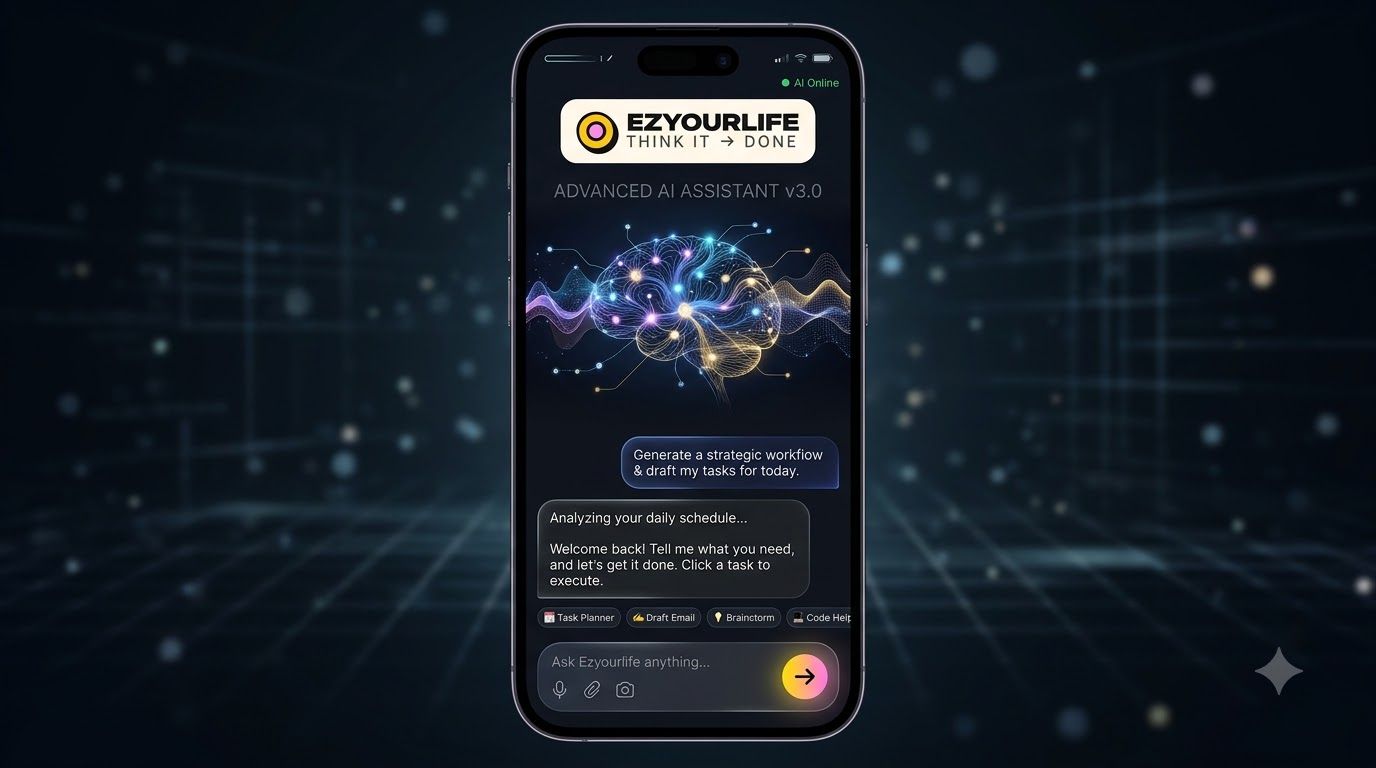 AI Online
EZYOURLIFE
THINK IT → DONE
ADVANCED AI ASSISTANT v3.0
Generate a strategic workflow
& draft my tasks for today.
Analyzing your daily schedule...
Welcome back! Tell me what you need,
and let's get it done. Click a task to
execute.
Task Planner
Draft Email
Brainctorm
Code Help
Ask Ezyourlife anything...